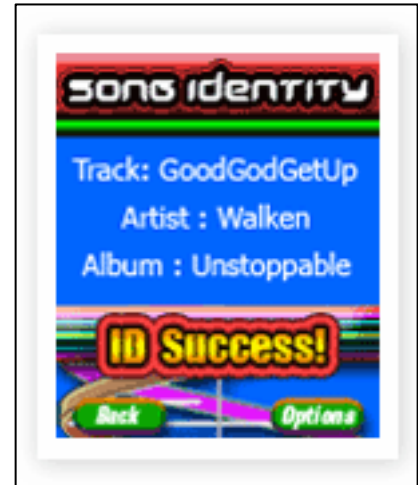 SONG IDENTITY
Track: GoodGodGetUp
Artist : Walken
Album : Unstoppable
ID Success!
Back Options